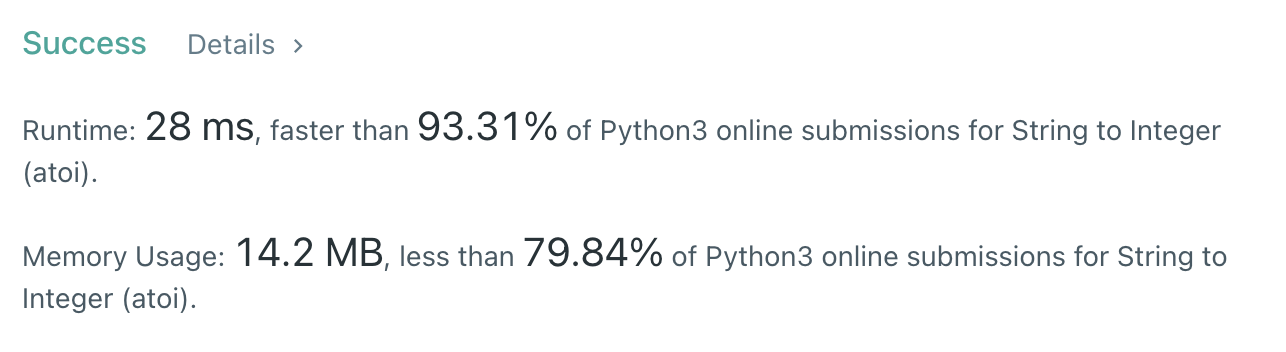 Success Details >
Runtime: 28 ms, faster than 93.31% of Python3 online submissions for String to Integer
(atoi).
Memory Usage: 14.2 MB, less than 79.84% of Python3 online submissions for String to
Integer (atoi).